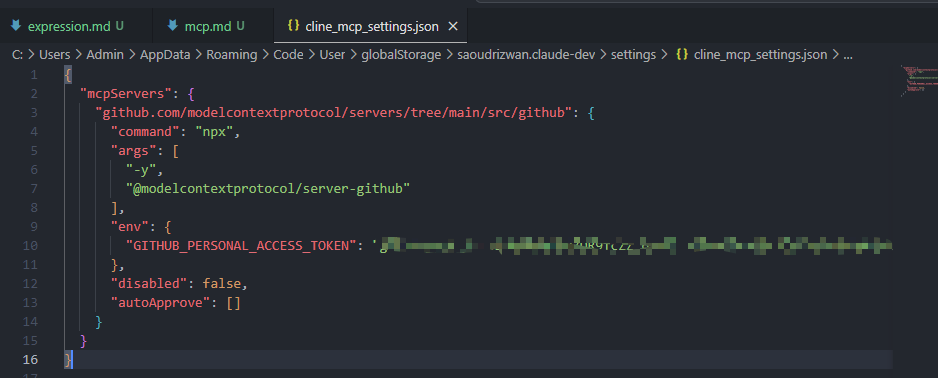 expression.md U
mcp.md U
cline_mcp_settings.json
C: > Users > Admin > AppData > Roaming > Code > User > globalStorage > saoudrizwan.claude-dev > settings > cline_mcp_settings.json > ...
1 {
2 "mcpServers": {
3 "github.com/modelcontextprotocol/servers/tree/main/src/github": {
4 "command": "npx",
5 "args": [
6 "-y",
7 "@modelcontextprotocol/server-github"
8 ],
9 "env": {
10 "GITHUB_PERSONAL_ACCESS_TOKEN":
11 },
12 "disabled": false,
13 "autoApprove": []
14 }
15 }
16 }
17